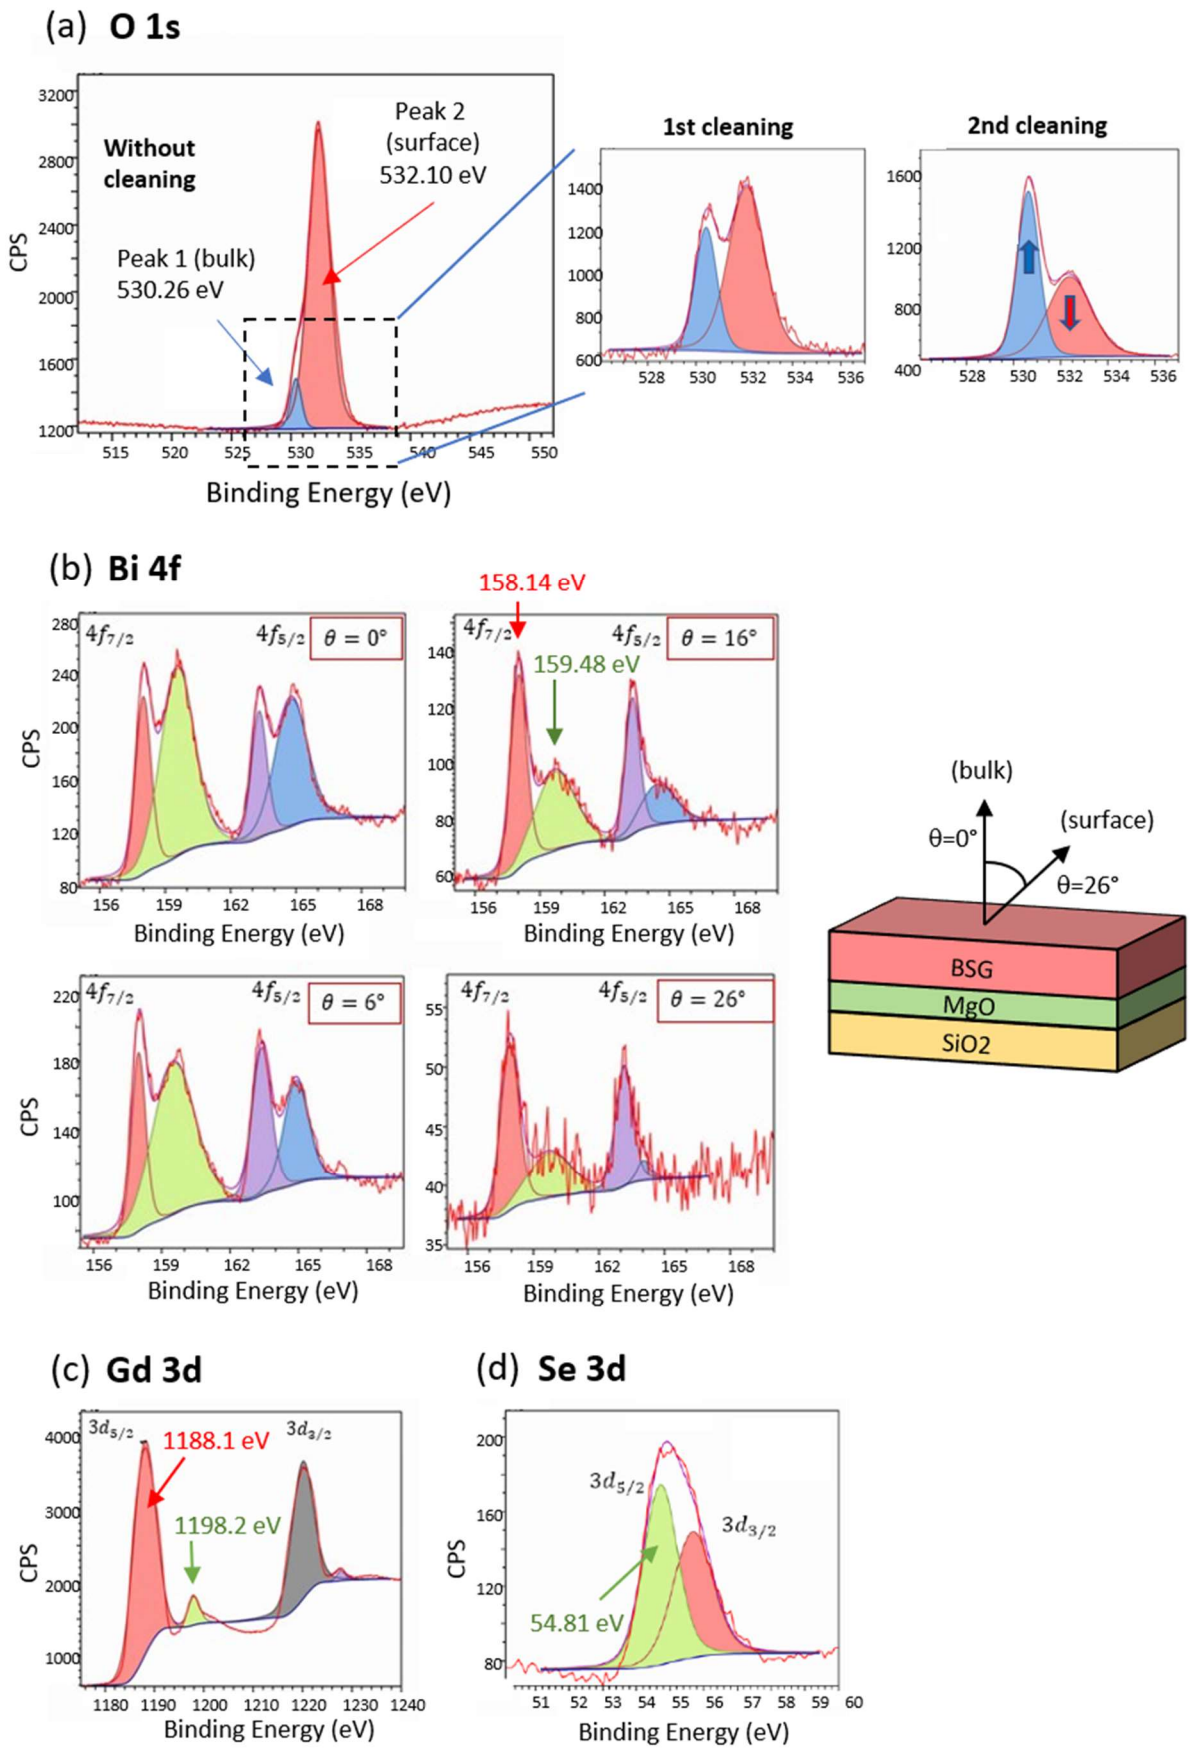 (a) O 1s
CPS
3200
2800
2400
2000
1600
1200
Without
cleaning
Peak 2
(surface)
532.10 eV
Peak 1 (bulk)
530.26 eV
515 520 525 530 535 540 545 550
Binding Energy (eV)
1st cleaning
1400
1200
1000
800
600
528 530 532 534 536
2nd cleaning
1600
1200
800
400
528 530 532 534 536
(b) Bi 4f
CPS
280
240
200
160
120
80
4f7/2 4f5/2 θ = 0°
156 159 162 165 168
Binding Energy (eV)
158.14 eV
4f7/2 4f5/2 θ = 16°
159.48 eV
140
120
100
80
60
156 159 162 165 168
Binding Energy (eV)
CPS
220
180
140
100
4f7/2 4f5/2 θ = 6°
156 159 162 165 168
Binding Energy (eV)
4f7/2 4f5/2 θ = 26°
55
50
45
40
35
156 159 162 165 168
Binding Energy (eV)
(bulk)
(surface)
θ=0°
θ=26°
BSG
MgO
SiO2
(c) Gd 3d
CPS
4000
3000
2000
1000
3d5/2 3d3/2
1188.1 eV
1198.2 eV
1180 1190 1200 1210 1220 1230 1240
Binding Energy (eV)
(d) Se 3d
CPS
200
160
120
80
3d5/2
3d3/2
54.81 eV
51 52 53 54 55 56 57 58 59 60
Binding Energy (eV)